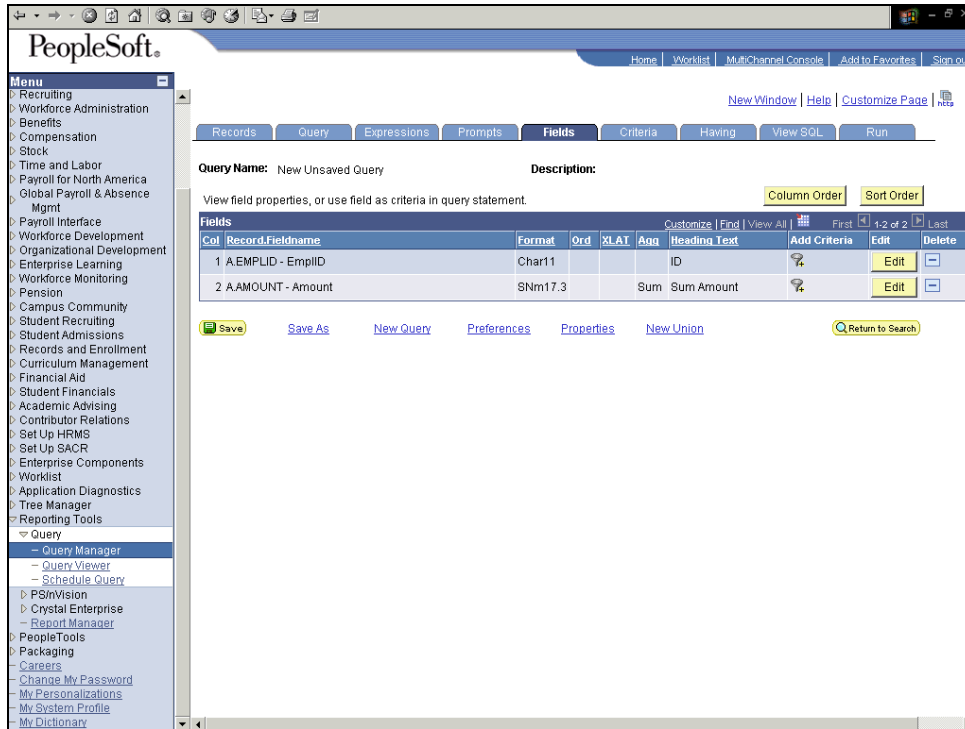 PeopleSoft.
Home | Worklist | MultiChannel Console | Add to Favorites | Sign ou
Menu
Recruiting
Workforce Administration
Benefits
Compensation
Stock
Time and Labor
Payroll for North America
Global Payroll & Absence
Mgmt
Payroll Interface
Workforce Development
Organizational Development
Enterprise Learning
Workforce Monitoring
Pension
Campus Community
Student Recruiting
Student Admissions
Records and Enrollment
Curriculum Management
Financial Aid
Student Financials
Academic Advising
Contributor Relations
Set Up HRMS
Set Up SACR
Enterprise Components
Worklist
Application Diagnostics
Tree Manager
Reporting Tools
Query
Query Manager
Query Viewer
Schedule Query
PS/nVision
Crystal Enterprise
Report Manager
PeopleTools
Packaging
Careers
Change My Password
My Personalizations
My System Profile
My Dictionary
New Window | Help | Customize Page | http
Records Query Expressions Prompts Fields Criteria Having View SQL Run
Query Name: New Unsaved Query Description:
View field properties, or use field as criteria in query statement. Column Order Sort Order
Fields Customize | Find | View All | First 1-2 of 2 Last
Col Record.Fieldname Format Ord XLAT Agg Heading Text Add Criteria Edit Delete
1 A.EMPLID - EmplID Char11 ID Edit
2 A.AMOUNT - Amount SNm17.3 Sum Sum Amount Edit
Save Save As New Query Preferences Properties New Union Return to Search